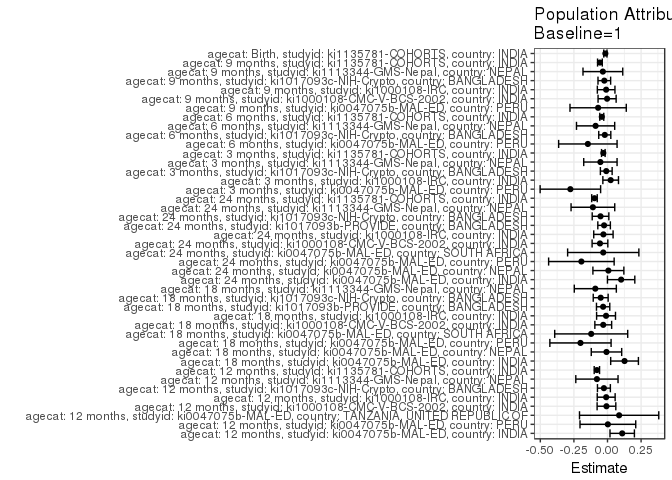 Population Attribu
Baseline=1
agecat: Birth, studyid: ki1135781-COHORTS, country: INDIA
agecat: 9 months, studyid: ki1135781-COHORTS, country: INDIA
agecat: 9 months, studyid: ki1113344-GMS-Nepal, country: NEPAL
agecat: 9 months, studyid: ki1017093c-NIH-Crypto, country: BANGLADESH
agecat: 9 months, studyid: ki1000108-IRC, country: INDIA
agecat: 9 months, studyid: ki1000108-CMC-V-BCS-2002, country: INDIA
agecat: 9 months, studyid: ki0047075b-MAL-ED, country: PERU
agecat: 6 months, studyid: ki1135781-COHORTS, country: INDIA
agecat: 6 months, studyid: ki1113344-GMS-Nepal, country: NEPAL
agecat: 6 months, studyid: ki1017093c-NIH-Crypto, country: BANGLADESH
agecat: 6 months, studyid: ki0047075b-MAL-ED, country: PERU
agecat: 3 months, studyid: ki1135781-COHORTS, country: INDIA
agecat: 3 months, studyid: ki1113344-GMS-Nepal, country: NEPAL
agecat: 3 months, studyid: ki1017093c-NIH-Crypto, country: BANGLADESH
agecat: 3 months, studyid: ki1000108-IRC, country: INDIA
agecat: 3 months, studyid: ki0047075b-MAL-ED, country: PERU
agecat: 24 months, studyid: ki1135781-COHORTS, country: INDIA
agecat: 24 months, studyid: ki1113344-GMS-Nepal, country: NEPAL
agecat: 24 months, studyid: ki1017093c-NIH-Crypto, country: BANGLADESH
agecat: 24 months, studyid: ki1017093b-PROVIDE, country: BANGLADESH
agecat: 24 months, studyid: ki1000108-IRC, country: INDIA
agecat: 24 months, studyid: ki1000108-CMC-V-BCS-2002, country: INDIA
agecat: 24 months, studyid: ki0047075b-MAL-ED, country: SOUTH AFRICA
agecat: 24 months, studyid: ki0047075b-MAL-ED, country: PERU
agecat: 24 months, studyid: ki0047075b-MAL-ED, country: NEPAL
agecat: 24 months, studyid: ki0047075b-MAL-ED, country: INDIA
agecat: 18 months, studyid: ki1113344-GMS-Nepal, country: NEPAL
agecat: 18 months, studyid: ki1017093c-NIH-Crypto, country: BANGLADESH
agecat: 18 months, studyid: ki1017093b-PROVIDE, country: BANGLADESH
agecat: 18 months, studyid: ki1000108-IRC, country: INDIA
agecat: 18 months, studyid: ki1000108-CMC-V-BCS-2002, country: INDIA
agecat: 18 months, studyid: ki0047075b-MAL-ED, country: SOUTH AFRICA
agecat: 18 months, studyid: ki0047075b-MAL-ED, country: PERU
agecat: 18 months, studyid: ki0047075b-MAL-ED, country: NEPAL
agecat: 18 months, studyid: ki0047075b-MAL-ED, country: INDIA
agecat: 12 months, studyid: ki1135781-COHORTS, country: INDIA
agecat: 12 months, studyid: ki1113344-GMS-Nepal, country: NEPAL
agecat: 12 months, studyid: ki1017093c-NIH-Crypto, country: BANGLADESH
agecat: 12 months, studyid: ki1000108-IRC, country: INDIA
agecat: 12 months, studyid: ki1000108-CMC-V-BCS-2002, country: INDIA
agecat: 12 months, studyid: ki0047075b-MAL-ED, country: TANZANIA, UNITED REPUBLIC OF
agecat: 12 months, studyid: ki0047075b-MAL-ED, country: PERU
agecat: 12 months, studyid: ki0047075b-MAL-ED, country: INDIA
-0.50 -0.25 0.00 0.25
Estimate